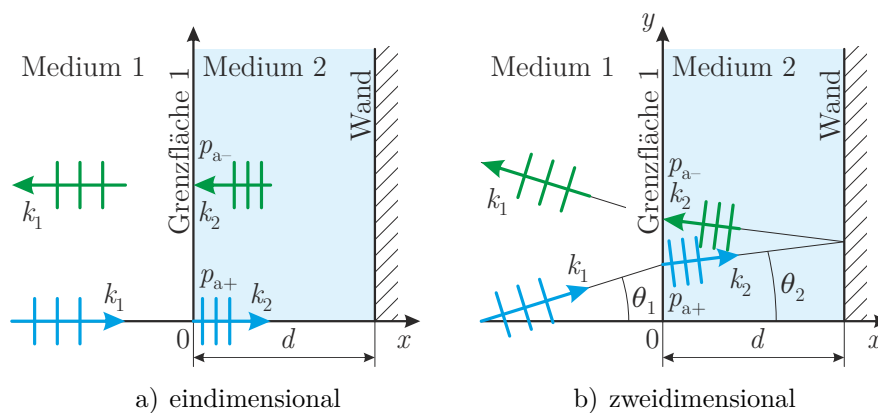 Medium 1
Grenzfläche 1
Medium 2
Wand
p_a−
k_1
k_2
p_a+
k_1
k_2
0
d
x
a) eindimensional
y
Medium 1
Grenzfläche 1
Medium 2
Wand
p_a−
k_2
k_1
k_1
k_2
θ_1
θ_2
p_a+
0
d
x
b) zweidimensional